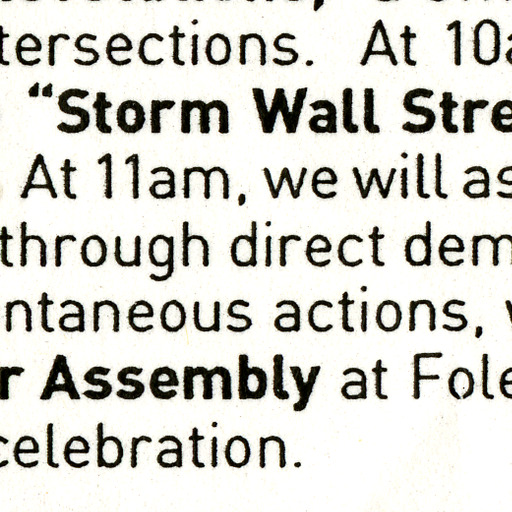 tersections. At 10a
“Storm Wall Stre
At 11am, we will as
through direct dem
ntaneous actions,
r Assembly at Fole
celebration.